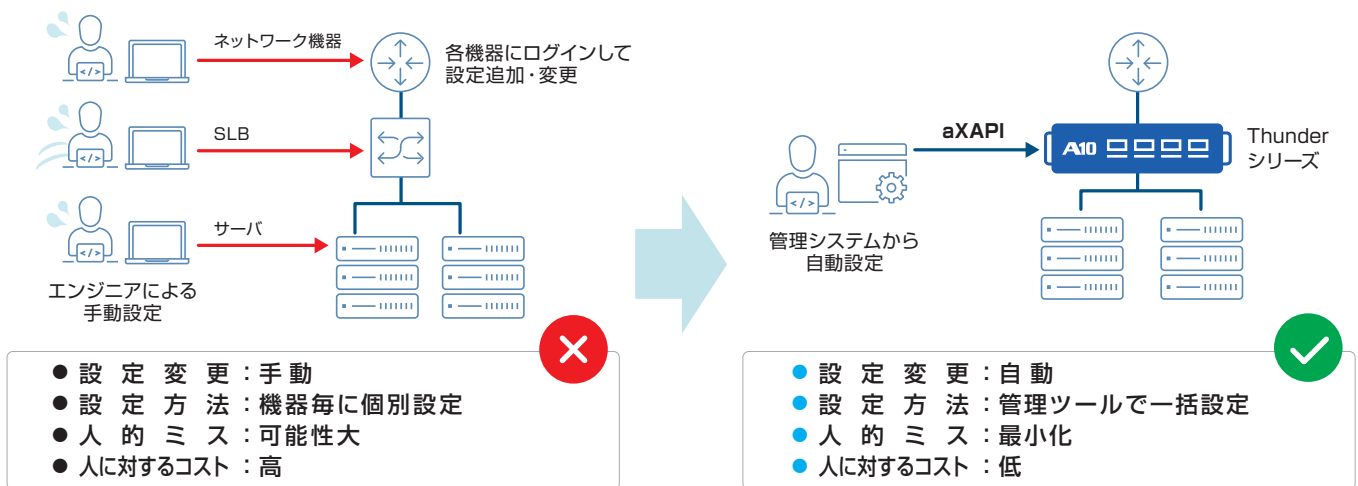 ネットワーク機器
各機器にログインして
設定追加・変更
</>
SLB
</>
サーバ
</>
エンジニアによる
手動設定
● 設定変更：手動
● 設定方法：機器毎に個別設定
● 人的ミス：可能性大
● 人に対するコスト：高
aXAPI
A10
Thunder
シリーズ
</>
管理システムから
自動設定
● 設定変更：自動
● 設定方法：管理ツールで一括設定
● 人的ミス：最小化
● 人に対するコスト：低